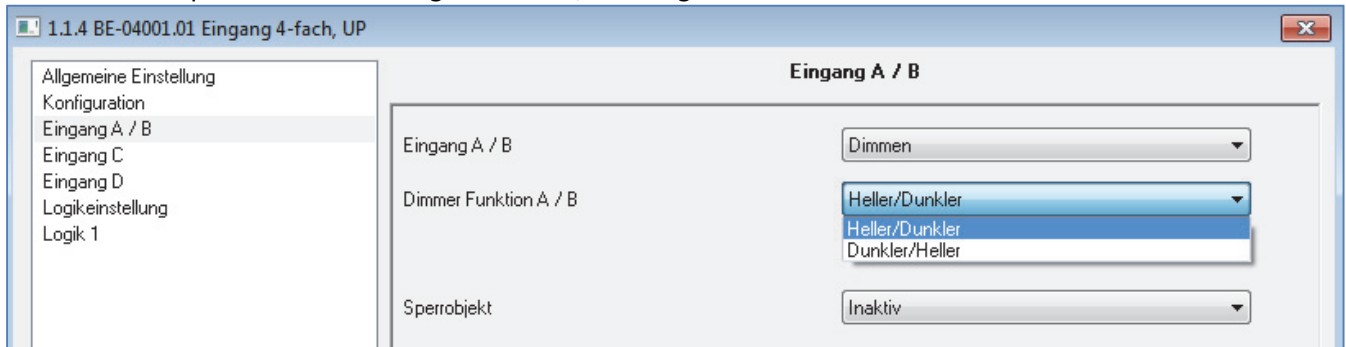 1.1.4 BE-04001.01 Eingang 4-fach, UP
Allgemeine Einstellung
Konfiguration
Eingang A / B
Eingang C
Eingang D
Logikeinstellung
Logik 1
Eingang A / B
Eingang A / B Dimmen
Dimmer Funktion A / B Heller/Dunkler
Heller/Dunkler
Dunkler/Heller
Sperrobjekt Inaktiv